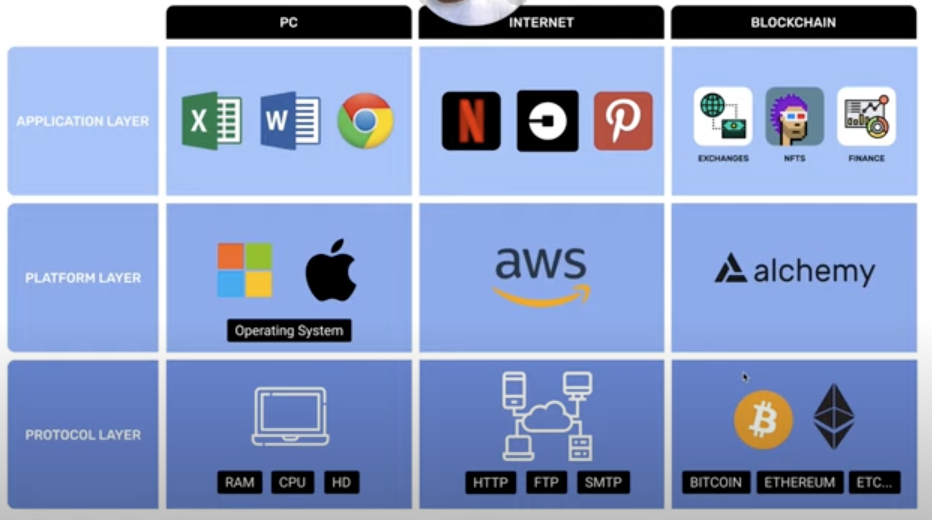 PC
INTERNET
BLOCKCHAIN
APPLICATION LAYER
X
W
N
EXCHANGES
NFTS
FINANCE
PLATFORM LAYER
Operating System
aws
alchemy
PROTOCOL LAYER
RAM
CPU
HD
HTTP
FTP
SMTP
BITCOIN
ETHEREUM
ETC...